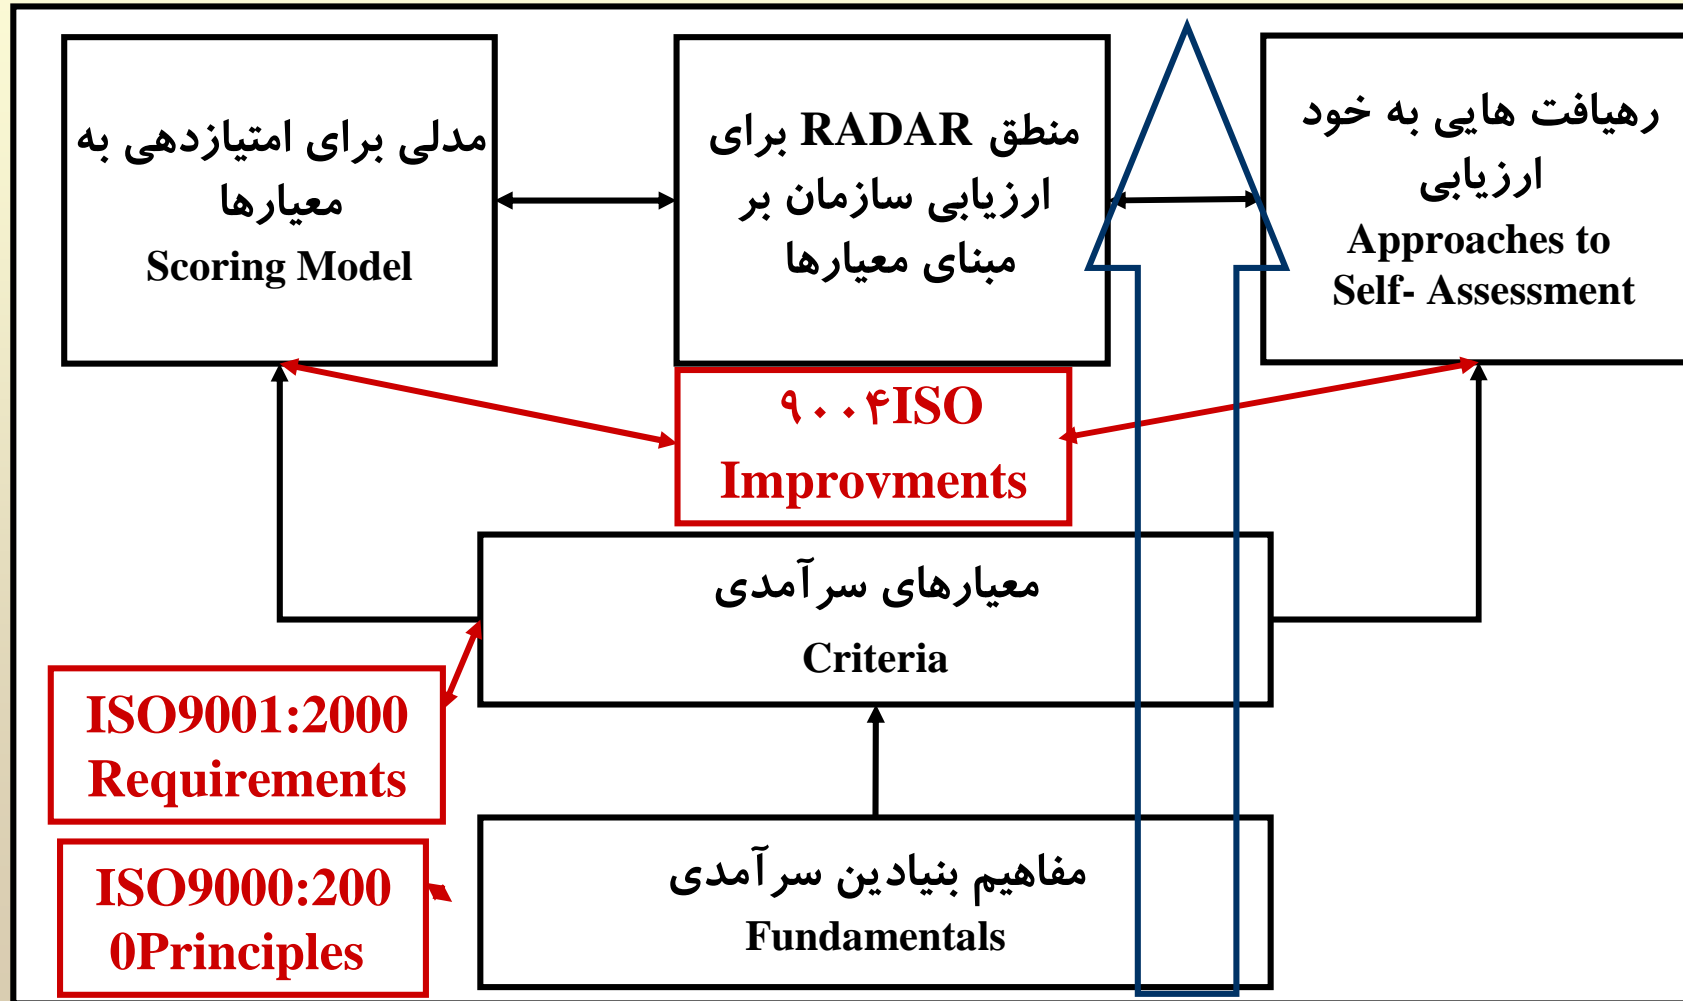 رهیافت هایی به خود
ارزیابی
Approaches to
Self- Assessment
منطق RADAR برای
ارزیابی سازمان بر
مبنای معیارها
مدلی برای امتیازدهی به
معیارها
Scoring Model
۹۰۰۴ISO
Improvments
معیارهای سرآمدی
Criteria
ISO9001:2000
Requirements
مفاهیم بنیادین سرآمدی
Fundamentals
ISO9000:200
0Principles